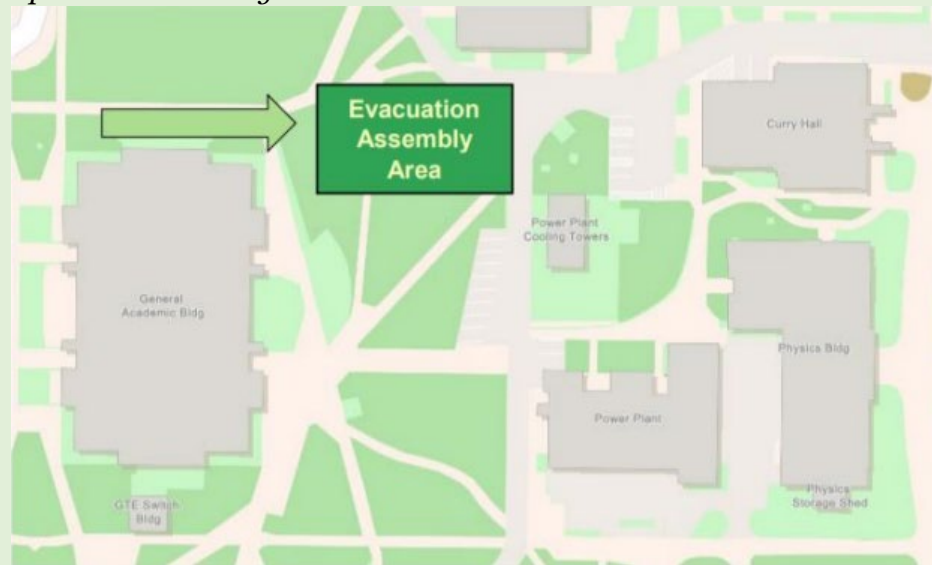 Evacuation
Assembly
Area
Curry Hall
Power Plant
Cooling Towers
General
Academic Bldg
Physics Bldg
Power Plant
GTE Switch
Bldg
Physics
Storage Shed